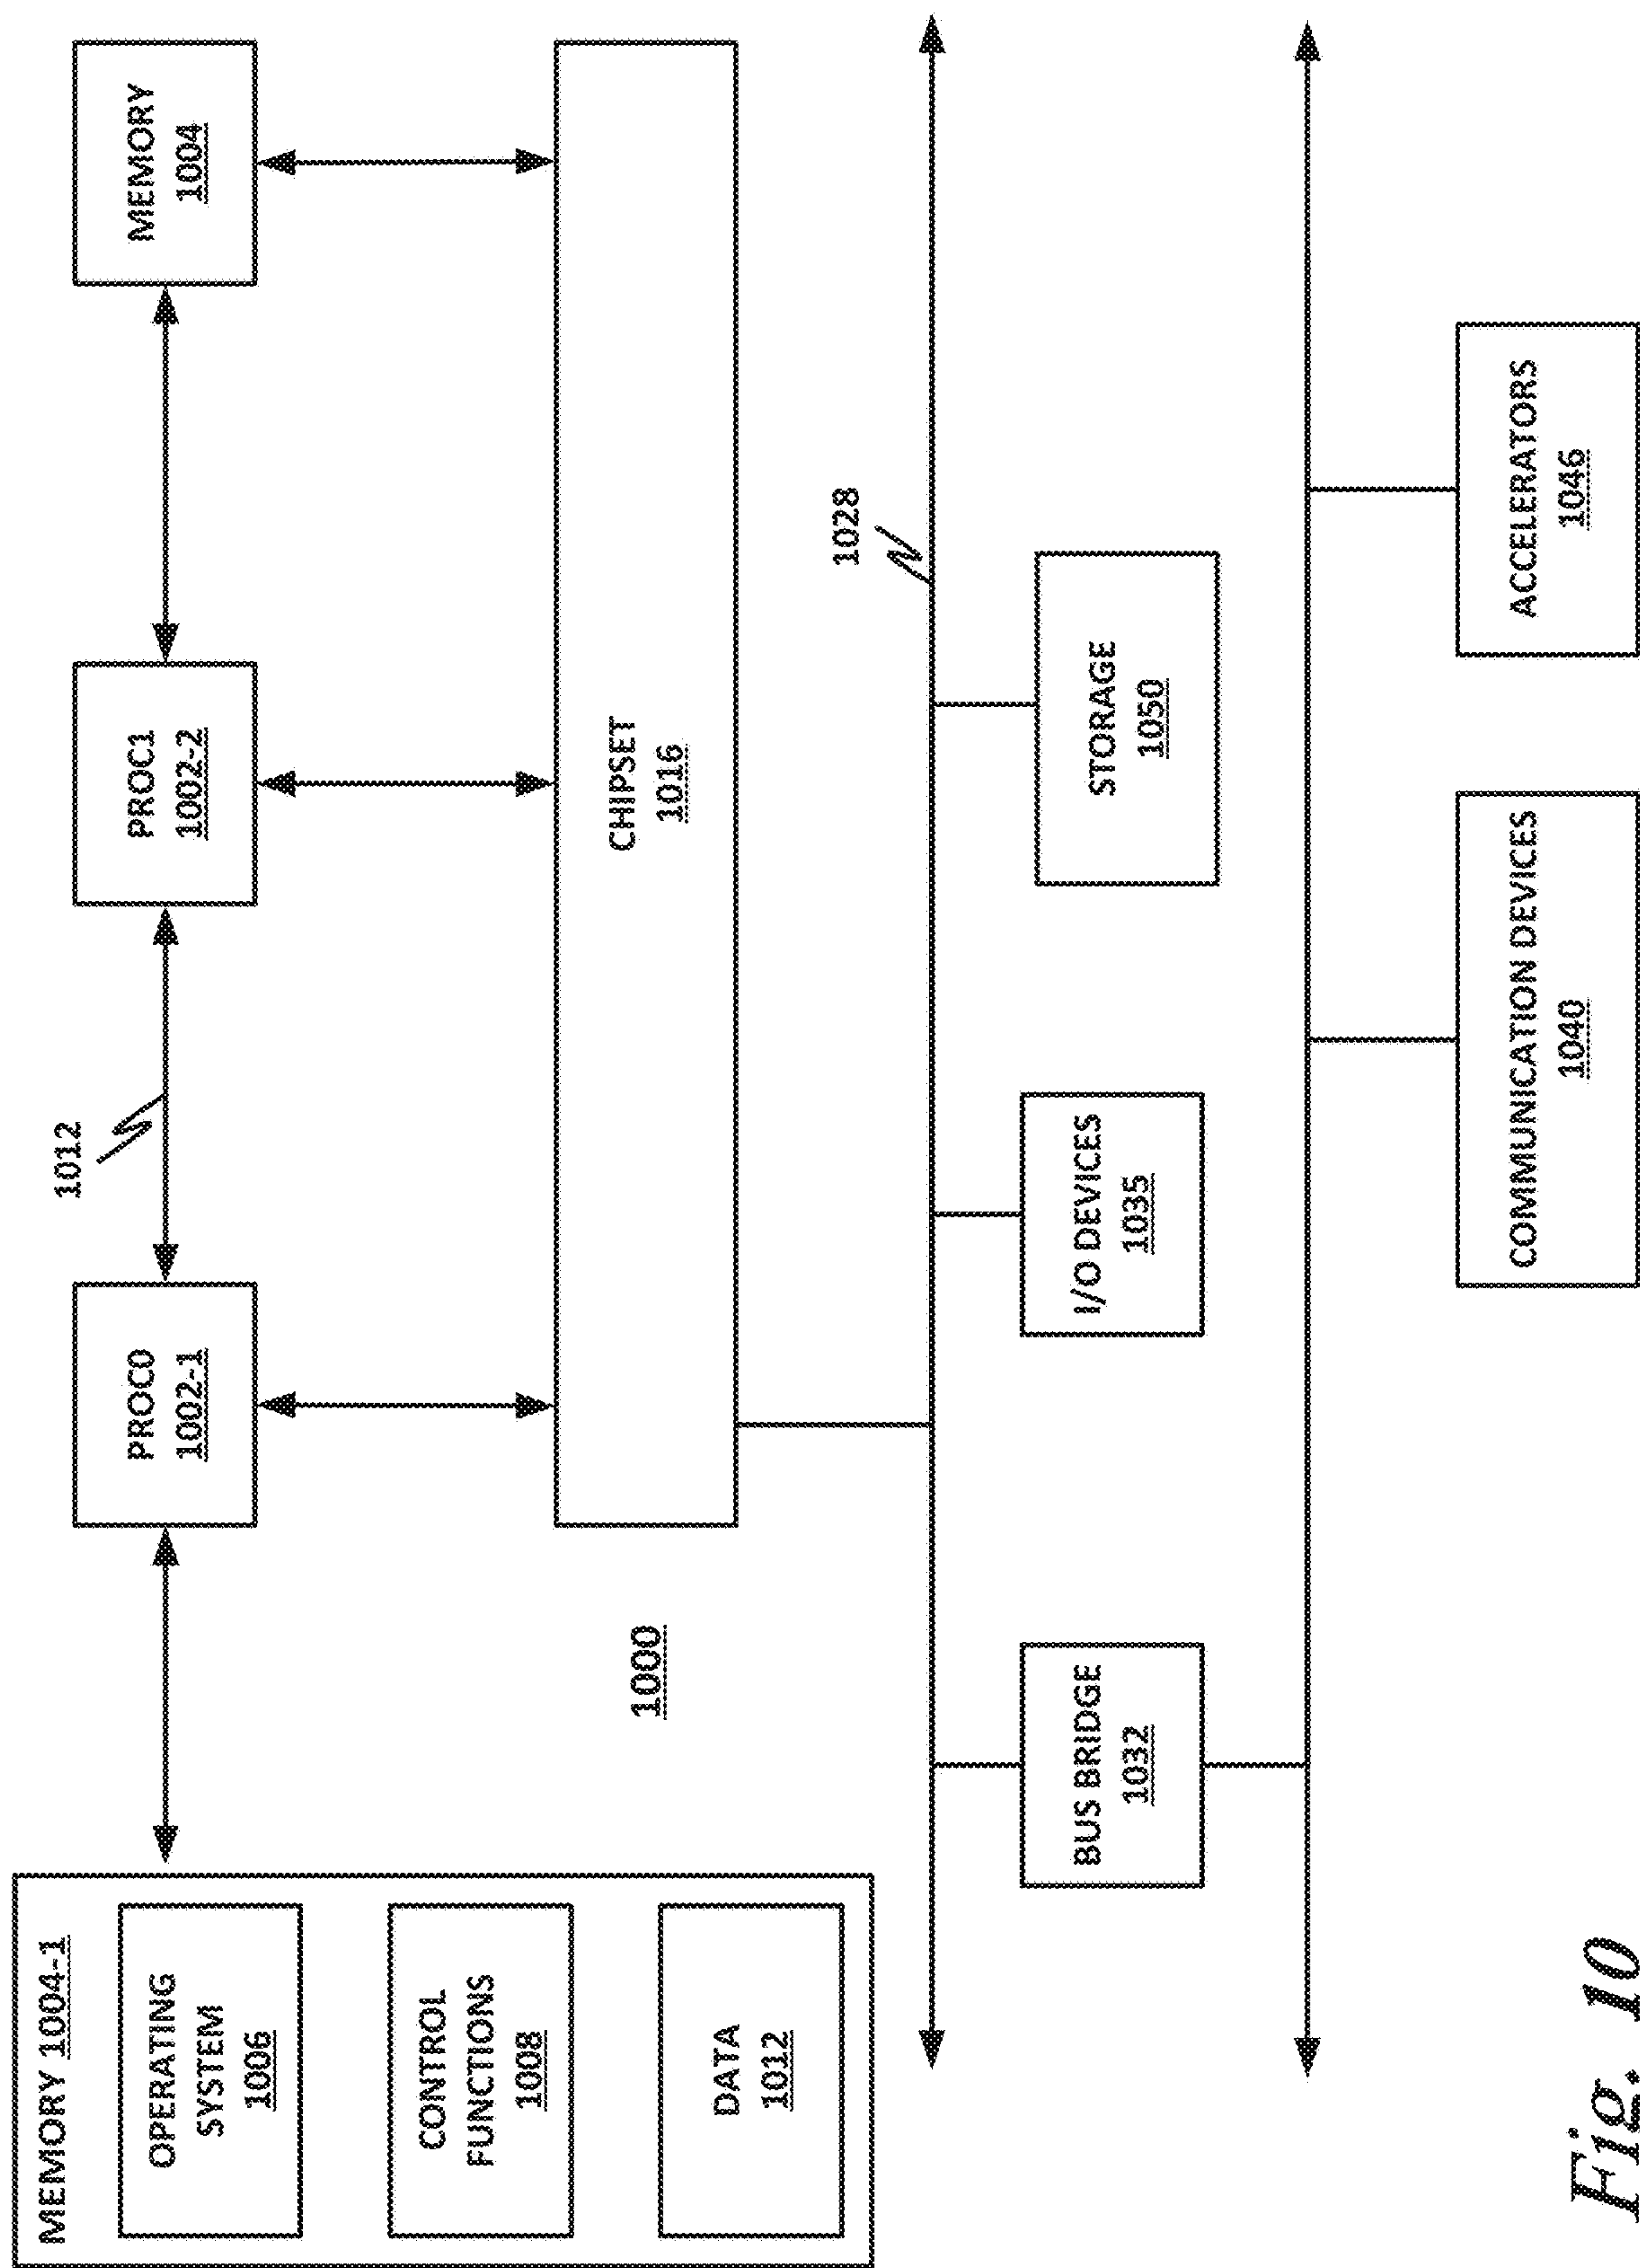 MEMORY 1004-1
OPERATING
SYSTEM
1006
CONTROL
FUNCTIONS
1008
DATA
1012
PROC0
1002-1
1012
PROC1
1002-2
MEMORY
1004
CHIPSET
1016
1000
1028
BUS BRIDGE
1032
I/O DEVICES
1035
STORAGE
1050
COMMUNICATION DEVICES
1040
ACCELERATORS
1046
Fig. 10